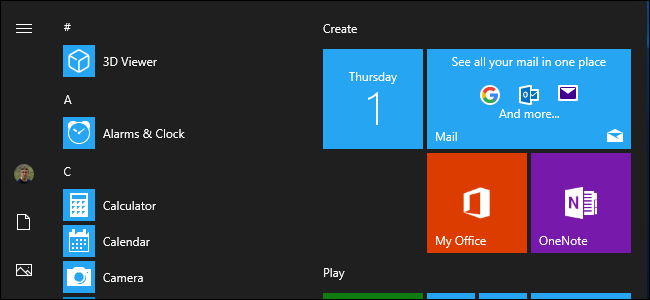 #
3D Viewer
A
Alarms & Clock
C
Calculator
Calendar
Camera
Create
Thursday
1
See all your mail in one place
And more...
Mail
My Office
OneNote
Play